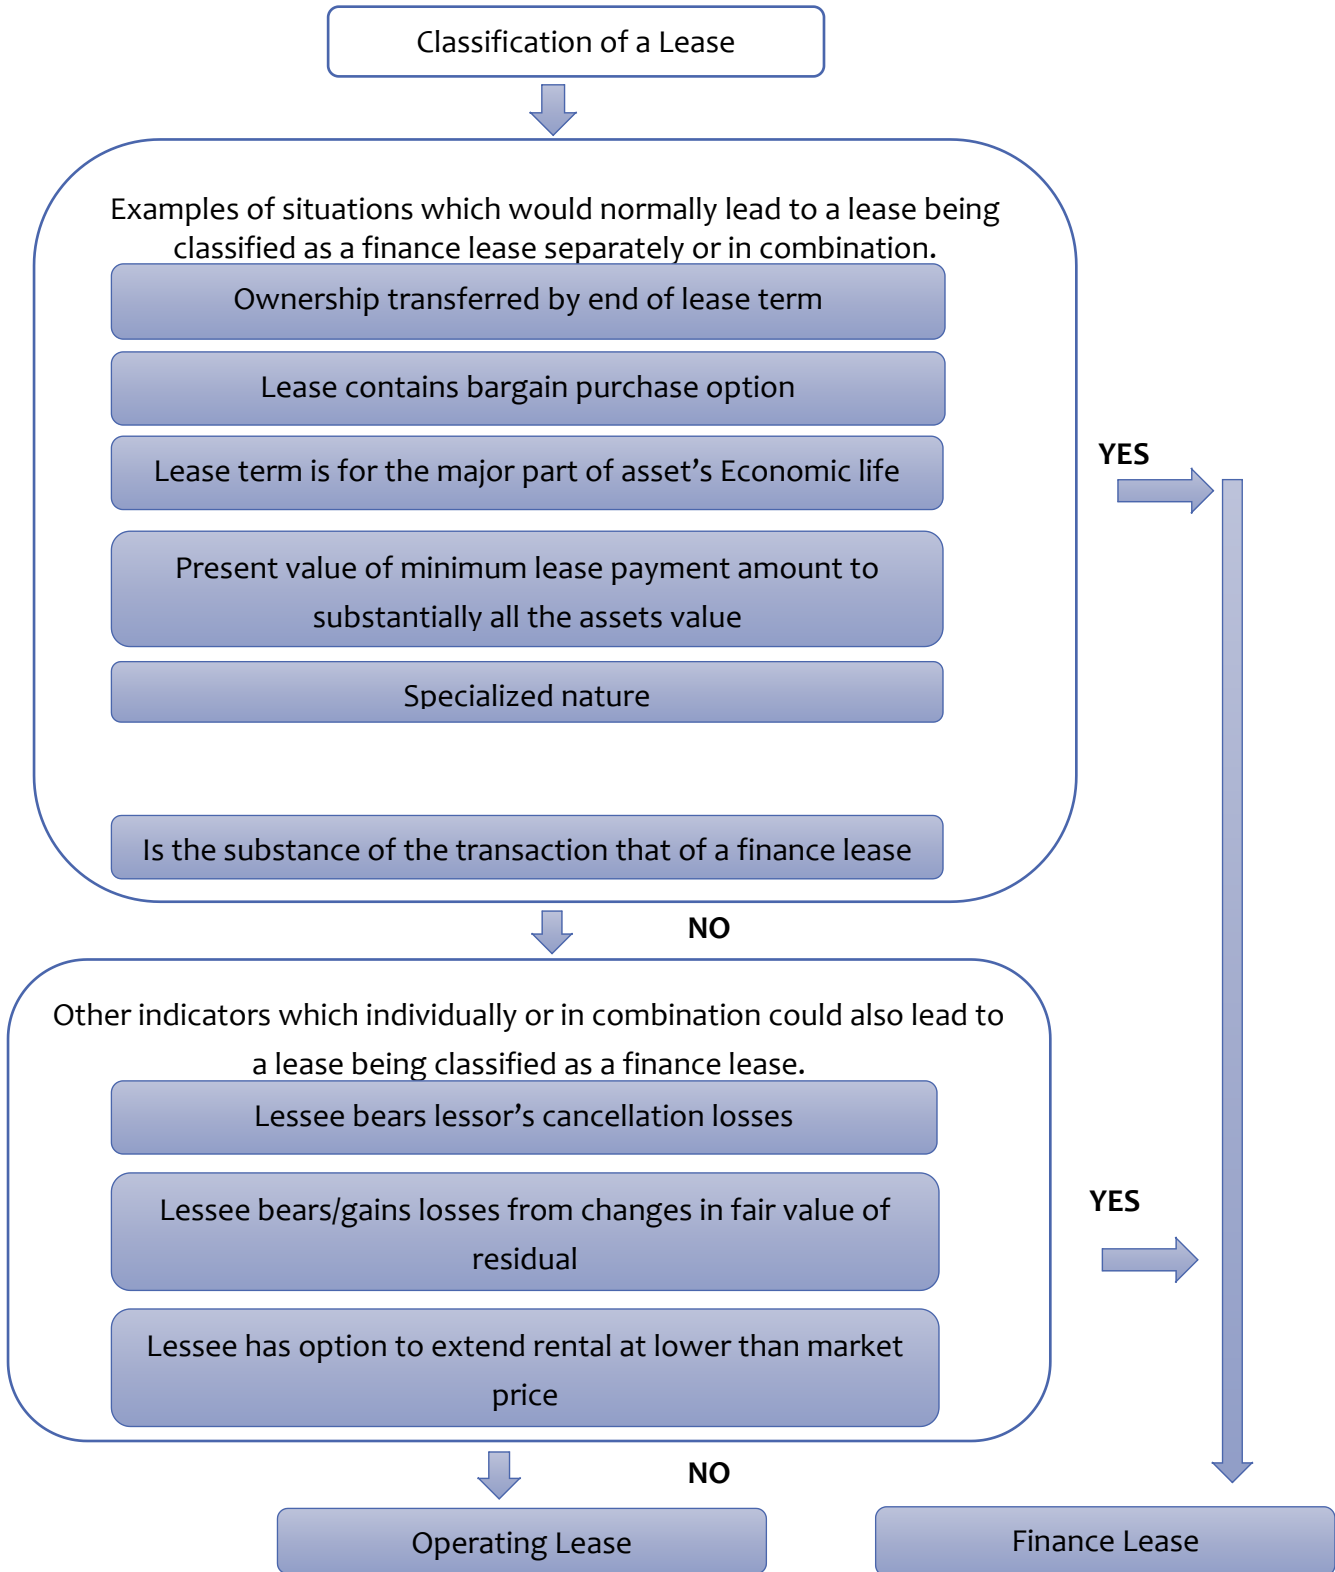 Classification of a Lease
Examples of situations which would normally lead to a lease being
classified as a finance lease separately or in combination.
Ownership transferred by end of lease term
Lease contains bargain purchase option
Lease term is for the major part of asset’s Economic life
YES
Present value of minimum lease payment amount to
substantially all the assets value
Specialized nature
Is the substance of the transaction that of a finance lease
NO
Other indicators which individually or in combination could also lead to
a lease being classified as a finance lease.
Lessee bears lessor’s cancellation losses
Lessee bears/gains losses from changes in fair value of
residual
YES
Lessee has option to extend rental at lower than market
price
NO
Operating Lease
Finance Lease